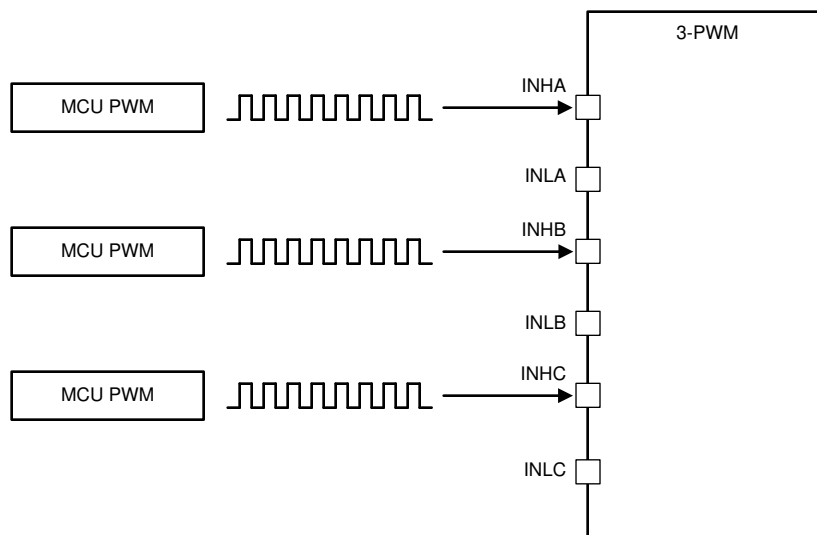 3-PWM
INHA
MCU PWM
INLA
INHB
MCU PWM
INLB
INHC
MCU PWM
INLC